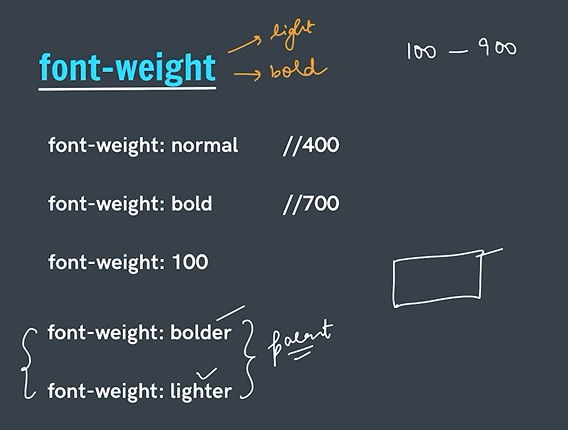 font-weight
light
bold
100 - 900
font-weight: normal //400
font-weight: bold //700
font-weight: 100
font-weight: bolder
font-weight: lighter
parent